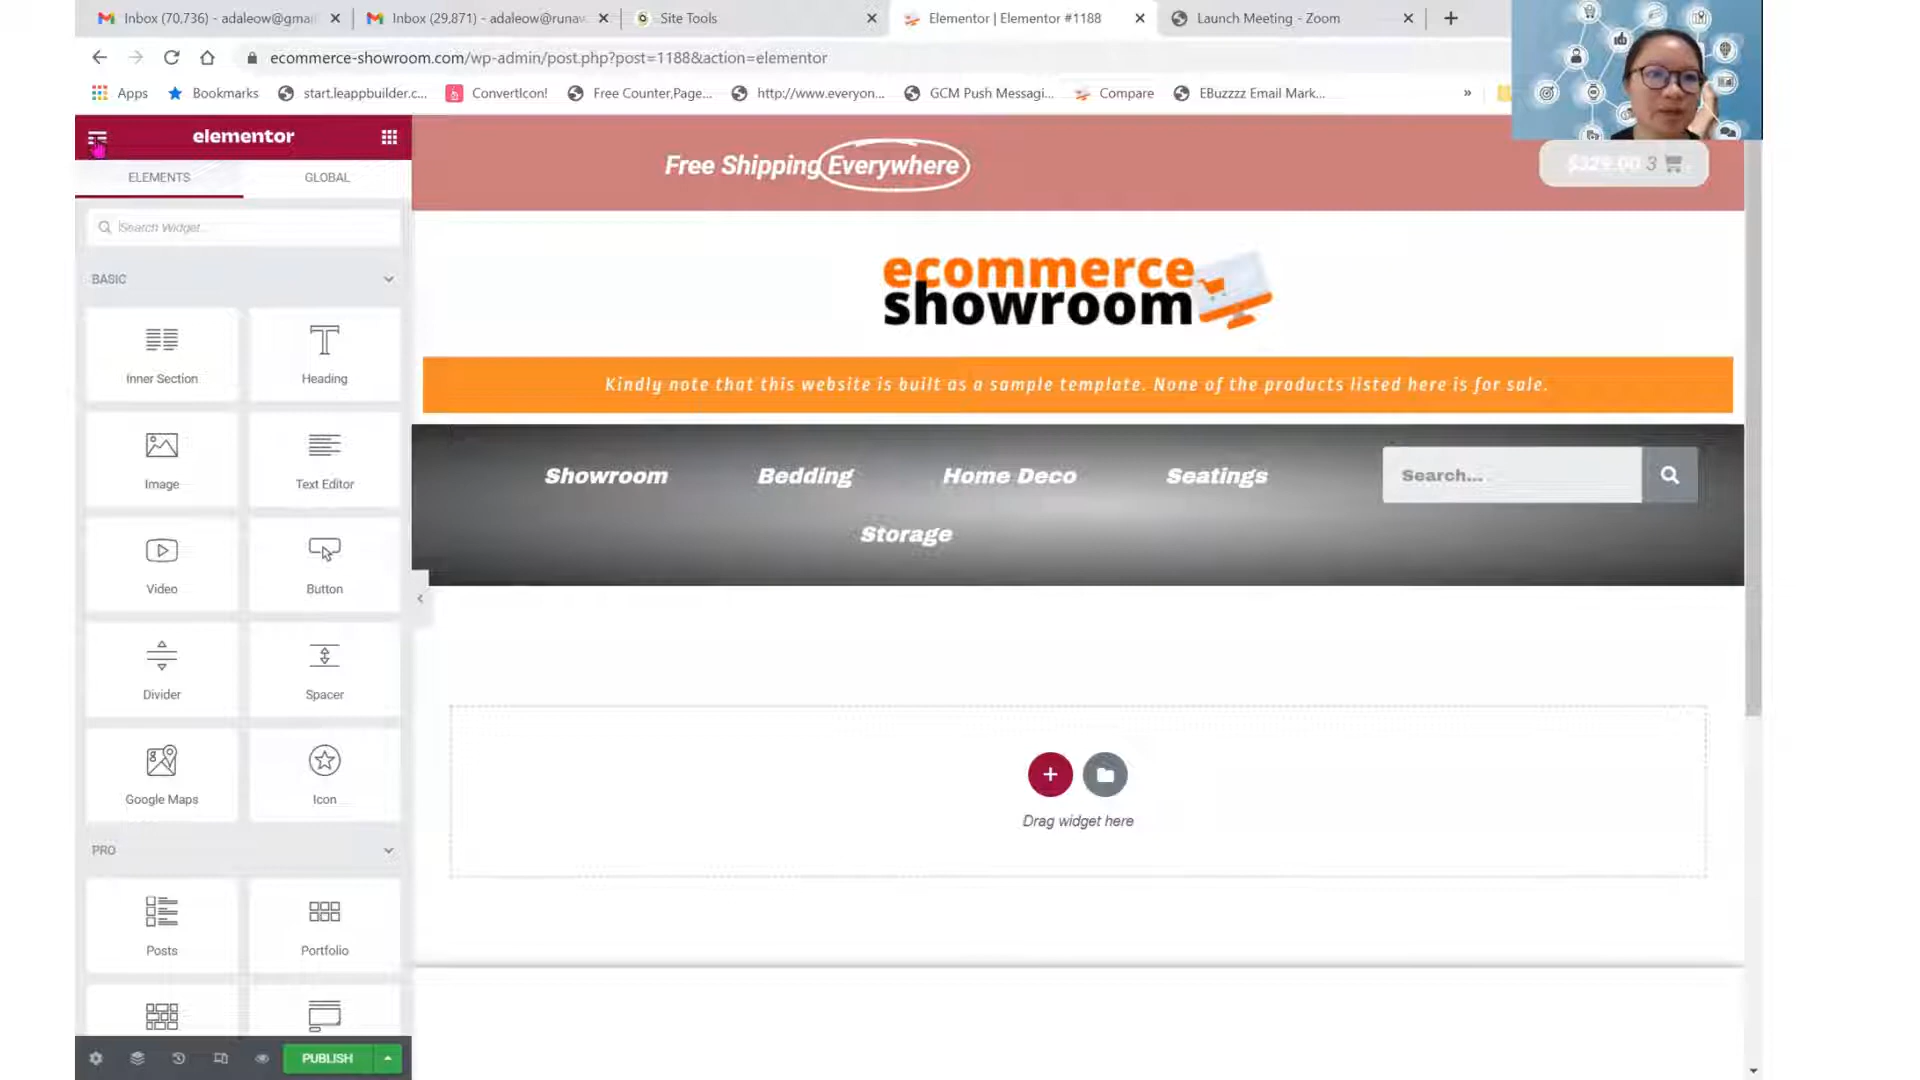 Inbox (70,736) - adaleow@gmai
Inbox (29,871) - adaleow@runaw
Site Tools
Elementor | Elementor #1188
Launch Meeting - Zoom
ecommerce-showroom.com/wp-admin/post.php?post=1188&action=elementor
Apps
Bookmarks
start.leappbuilder.c...
ConvertIcon!
Free Counter,Page...
http://www.everyon...
GCM Push Messagi...
Compare
EBuzzzz Email Mark...
»
elementor
ELEMENTS
GLOBAL
Search Widget...
BASIC
Inner Section
Heading
Image
Text Editor
Video
Button
Divider
Spacer
Google Maps
Icon
PRO
Posts
Portfolio
PUBLISH
Free Shipping Everywhere
$329.00 3
ecommerce
showroom
Kindly note that this website is built as a sample template. None of the products listed here is for sale.
Showroom
Bedding
Home Deco
Seatings
Storage
Search...
Drag widget here